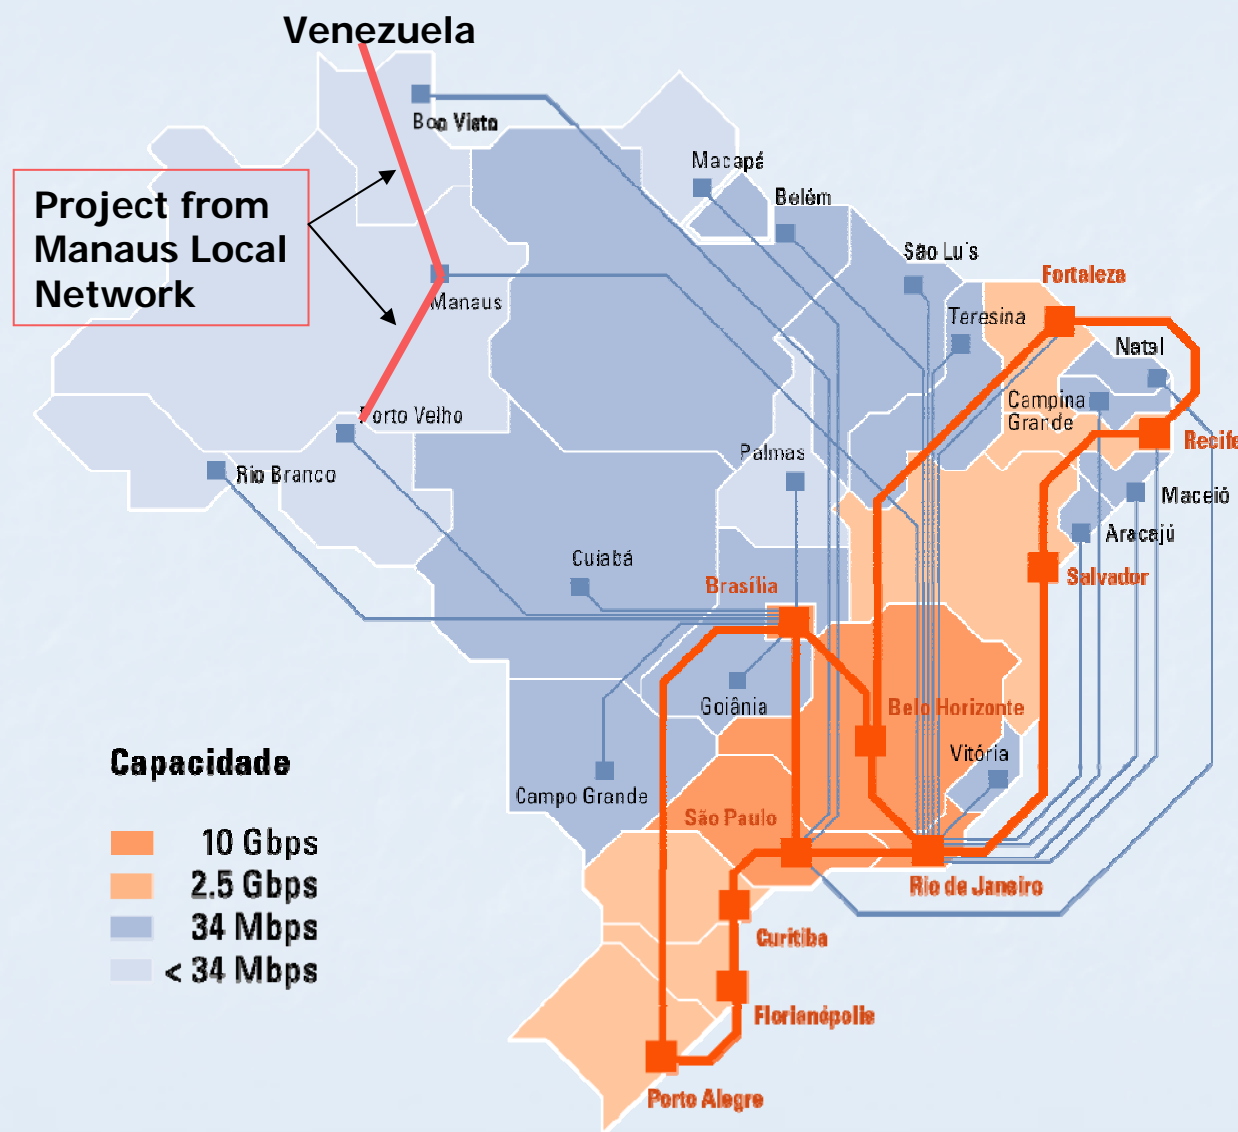 Venezuela
Boa Vista
Project from
Manaus Local
Network
Macapá
Belém
São Luís
Fortaleza
Manaus
Teresina
Natal
Campina
Grande
Recife
Porto Velho
Rio Branco
Palmas
Maceió
Aracajú
Cuiabá
Brasília
Salvador
Goiânia
Belo Horizonte
Vitória
Capacidade
Campo Grande
São Paulo
10 Gbps
2.5 Gbps
34 Mbps
< 34 Mbps
Rio de Janeiro
Curitiba
Florianópolis
Porto Alegre